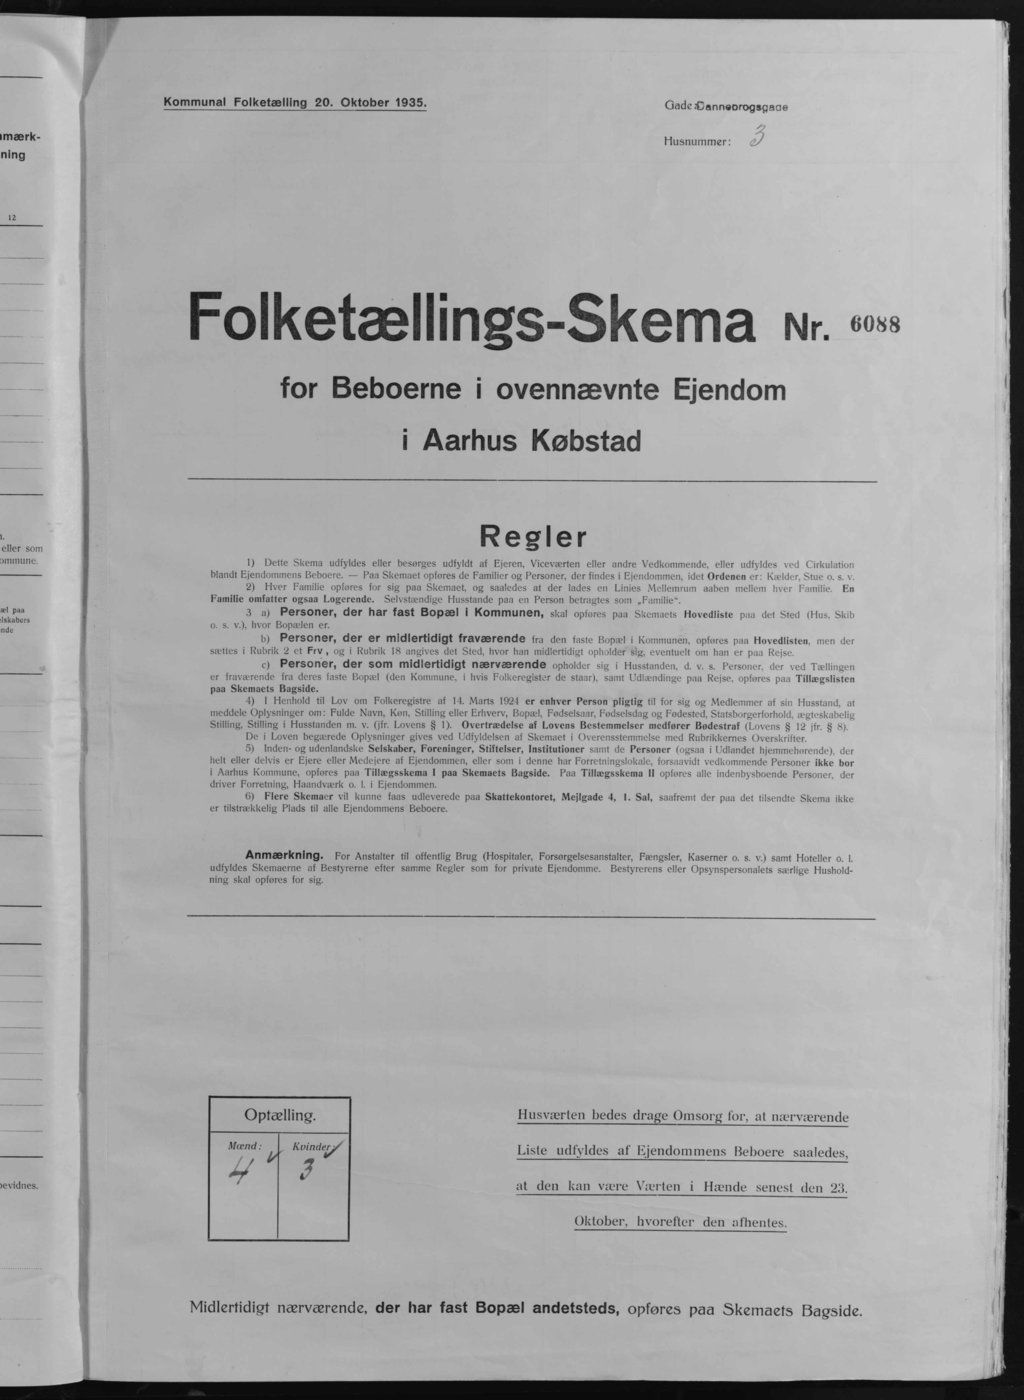 mærk-
ning
12
eller som
ommune.
æl paa
elskabers
nde
bevidnes.
Kommunal Folketælling 20. Oktober 1935.
Gade: Dannebrogsgade
Husnummer: 3
Folketællings-Skema Nr. 6088
for Beboerne i ovennævnte Ejendom
i Aarhus Købstad
Regler
1) Dette Skema udfyldes eller besørges udfyldt af Ejeren, Viceværten eller andre Vedkommende, eller udfyldes ved Cirkulation
blandt Ejendommens Beboere. — Paa Skemaet opføres de Familier og Personer, der findes i Ejendommen, idet Ordenen er: Kælder, Stue o. s. v.
2) Hver Familie opføres for sig paa Skemaet, og saaledes at der lades en Linies Mellemrum aaben mellem hver Familie. En
Familie omfatter ogsaa Logerende. Selvstændige Husstande paa en Person betragtes som „Familie".
3 a) Personer, der har fast Bopæl i Kommunen, skal opføres paa Skemaets Hovedliste paa det Sted (Hus, Skib
o. s. v.), hvor Bopælen er.
b) Personer, der er midlertidigt fraværende fra den faste Bopæl i Kommunen, opføres paa Hovedlisten, men der
sættes i Rubrik 2 et Frv, og i Rubrik 18 angives det Sted, hvor han midlertidigt opholder sig, eventuelt om han er paa Rejse.
c) Personer, der som midlertidigt nærværende opholder sig i Husstanden, d. v. s. Personer, der ved Tællingen
er fraværende fra deres faste Bopæl (den Kommune, i hvis Folkeregister de staar), samt Udlændinge paa Rejse, opføres paa Tillægslisten
paa Skemaets Bagside.
4) I Henhold til Lov om Folkeregistre af 14. Marts 1924 er enhver Person pligtig til for sig og Medlemmer af sin Husstand, at
meddele Oplysninger om: Fulde Navn, Køn, Stilling eller Erhverv, Bopæl, Fødselsaar, Fødselsdag og Fødested, Statsborgerforhold, ægteskabelig
Stilling, Stilling i Husstanden m. v. (jfr. Lovens § 1). Overtrædelse af Lovens Bestemmelser medfører Bødestraf (Lovens § 12 jfr. § 8).
De i Loven begærede Oplysninger gives ved Udfyldelsen af Skemaet i Overensstemmelse med Rubrikkernes Overskrifter.
5) Inden- og udenlandske Selskaber, Foreninger, Stiftelser, Institutioner samt de Personer (ogsaa i Udlandet hjemmehørende), der
helt eller delvis er Ejere eller Medejere af Ejendommen, eller som i denne har Forretningslokale, forsaavidt vedkommende Personer ikke bor
i Aarhus Kommune, opføres paa Tillægsskema I paa Skemaets Bagside. Paa Tillægsskema II opføres alle indenbysboende Personer, der
driver Forretning, Haandværk o. l. i Ejendommen.
6) Flere Skemaer vil kunne faas udleverede paa Skattekontoret, Mejlgade 4, 1. Sal, saafremt der paa det tilsendte Skema ikke
er tilstrækkelig Plads til alle Ejendommens Beboere.
Anmærkning. For Anstalter til offentlig Brug (Hospitaler, Forsørgelsesanstalter, Fængsler, Kaserner o. s. v.) samt Hoteller o. l.
udfyldes Skemaerne af Bestyrerne efter samme Regler som for private Ejendomme. Bestyrerens eller Opsynspersonalets særlige Hushold-
ning skal opføres for sig.
Optælling.
Mænd: Kvinder:
4 3
Husværten bedes drage Omsorg for, at nærværende
Liste udfyldes af Ejendommens Beboere saaledes,
at den kan være Værten i Hænde senest den 23.
Oktober, hvorefter den afhentes.
Midlertidigt nærværende, der har fast Bopæl andetsteds, opføres paa Skemaets Bagside.